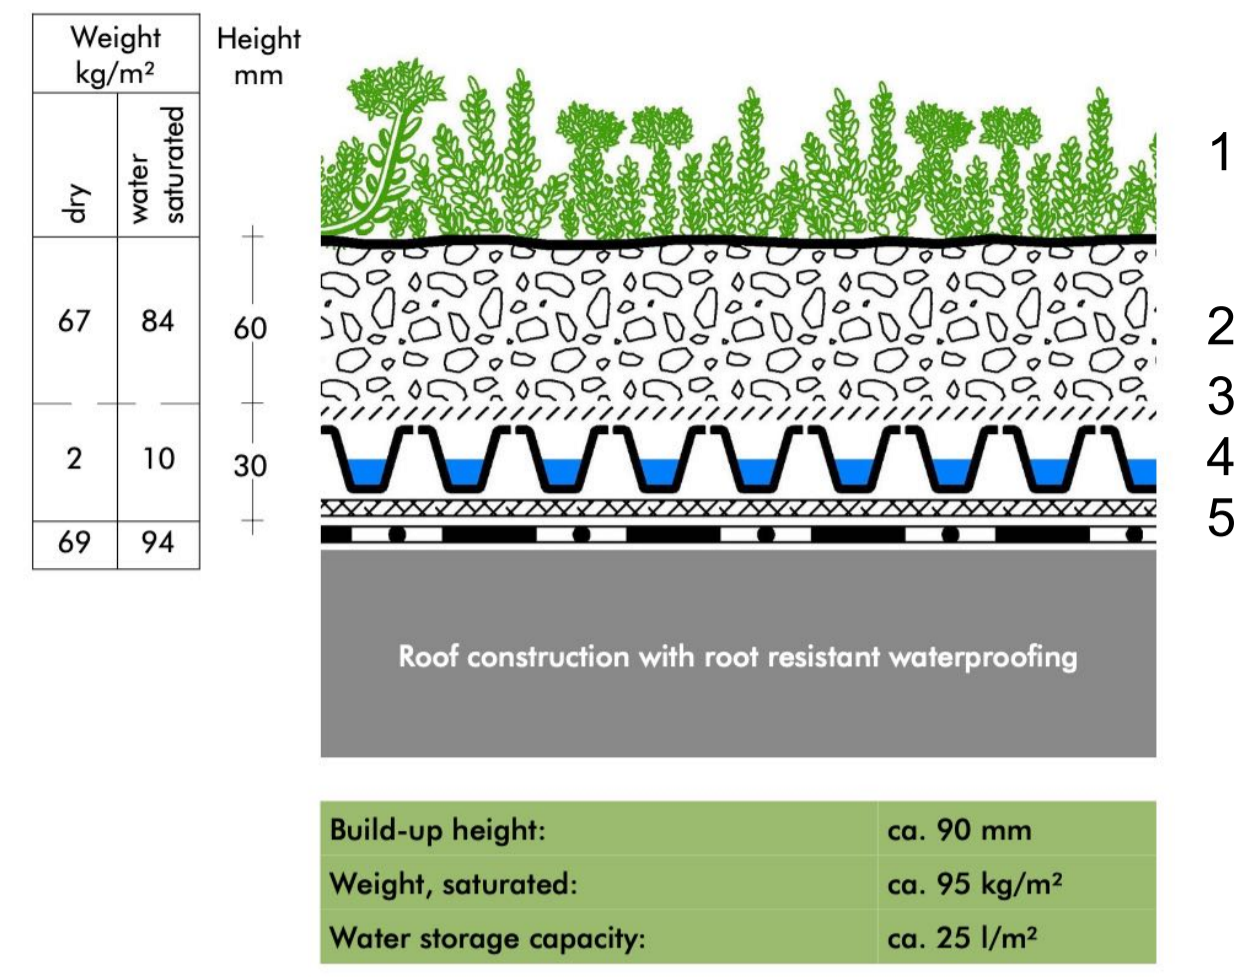 Weight
kg/m²
Height
mm
dry
water
saturated
1
67 84
60
2
3
2 10
30
4
5
69 94
Roof construction with root resistant waterproofing
Build-up height: ca. 90 mm
Weight, saturated: ca. 95 kg/m²
Water storage capacity: ca. 25 l/m²